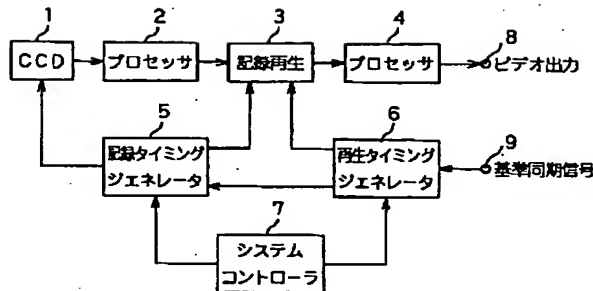 1
2
3
4
8
CCD
プロセッサ
記録再生
プロセッサ
ビデオ出力
5
6
9
記録タイミング
ジェネレータ
再生タイミング
ジェネレータ
基準同期信号
7
システム
コントローラ